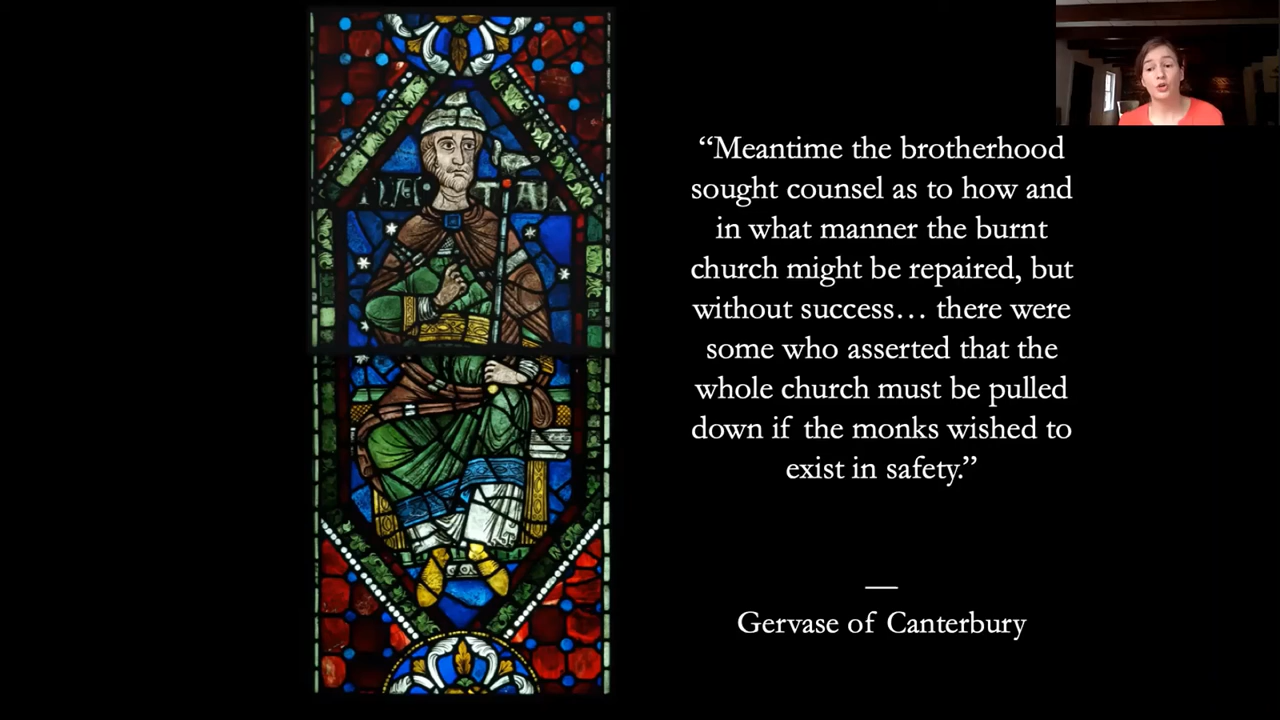 “Meantime the brotherhood
sought counsel as to how and
in what manner the burnt
church might be repaired, but
without success… there were
some who asserted that the
whole church must be pulled
down if the monks wished to
exist in safety.”
—
Gervase of Canterbury